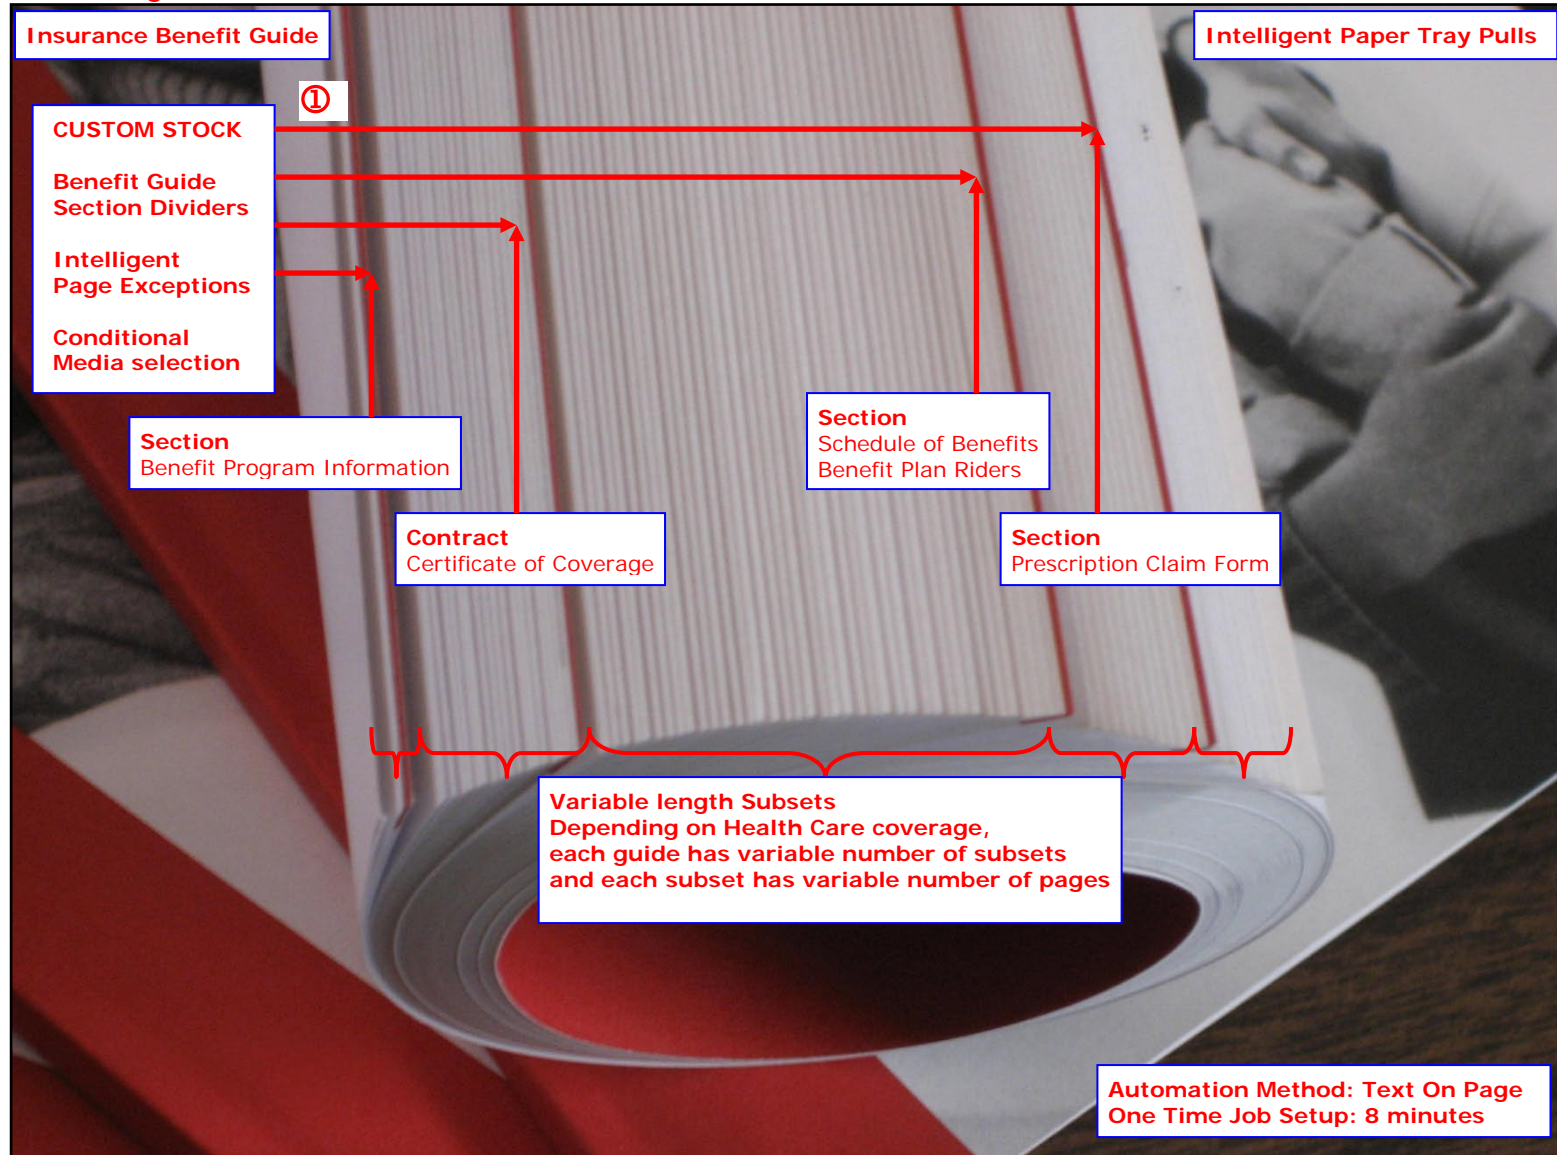 Insurance Benefit Guide
Intelligent Paper Tray Pulls
①
CUSTOM STOCK
Benefit Guide
Section Dividers
Intelligent
Page Exceptions
Conditional
Media selection
Section
Benefit Program Information
Section
Schedule of Benefits
Benefit Plan Riders
Contract
Certificate of Coverage
Section
Prescription Claim Form
Variable length Subsets
Depending on Health Care coverage,
each guide has variable number of subsets
and each subset has variable number of pages
Automation Method: Text On Page
One Time Job Setup: 8 minutes